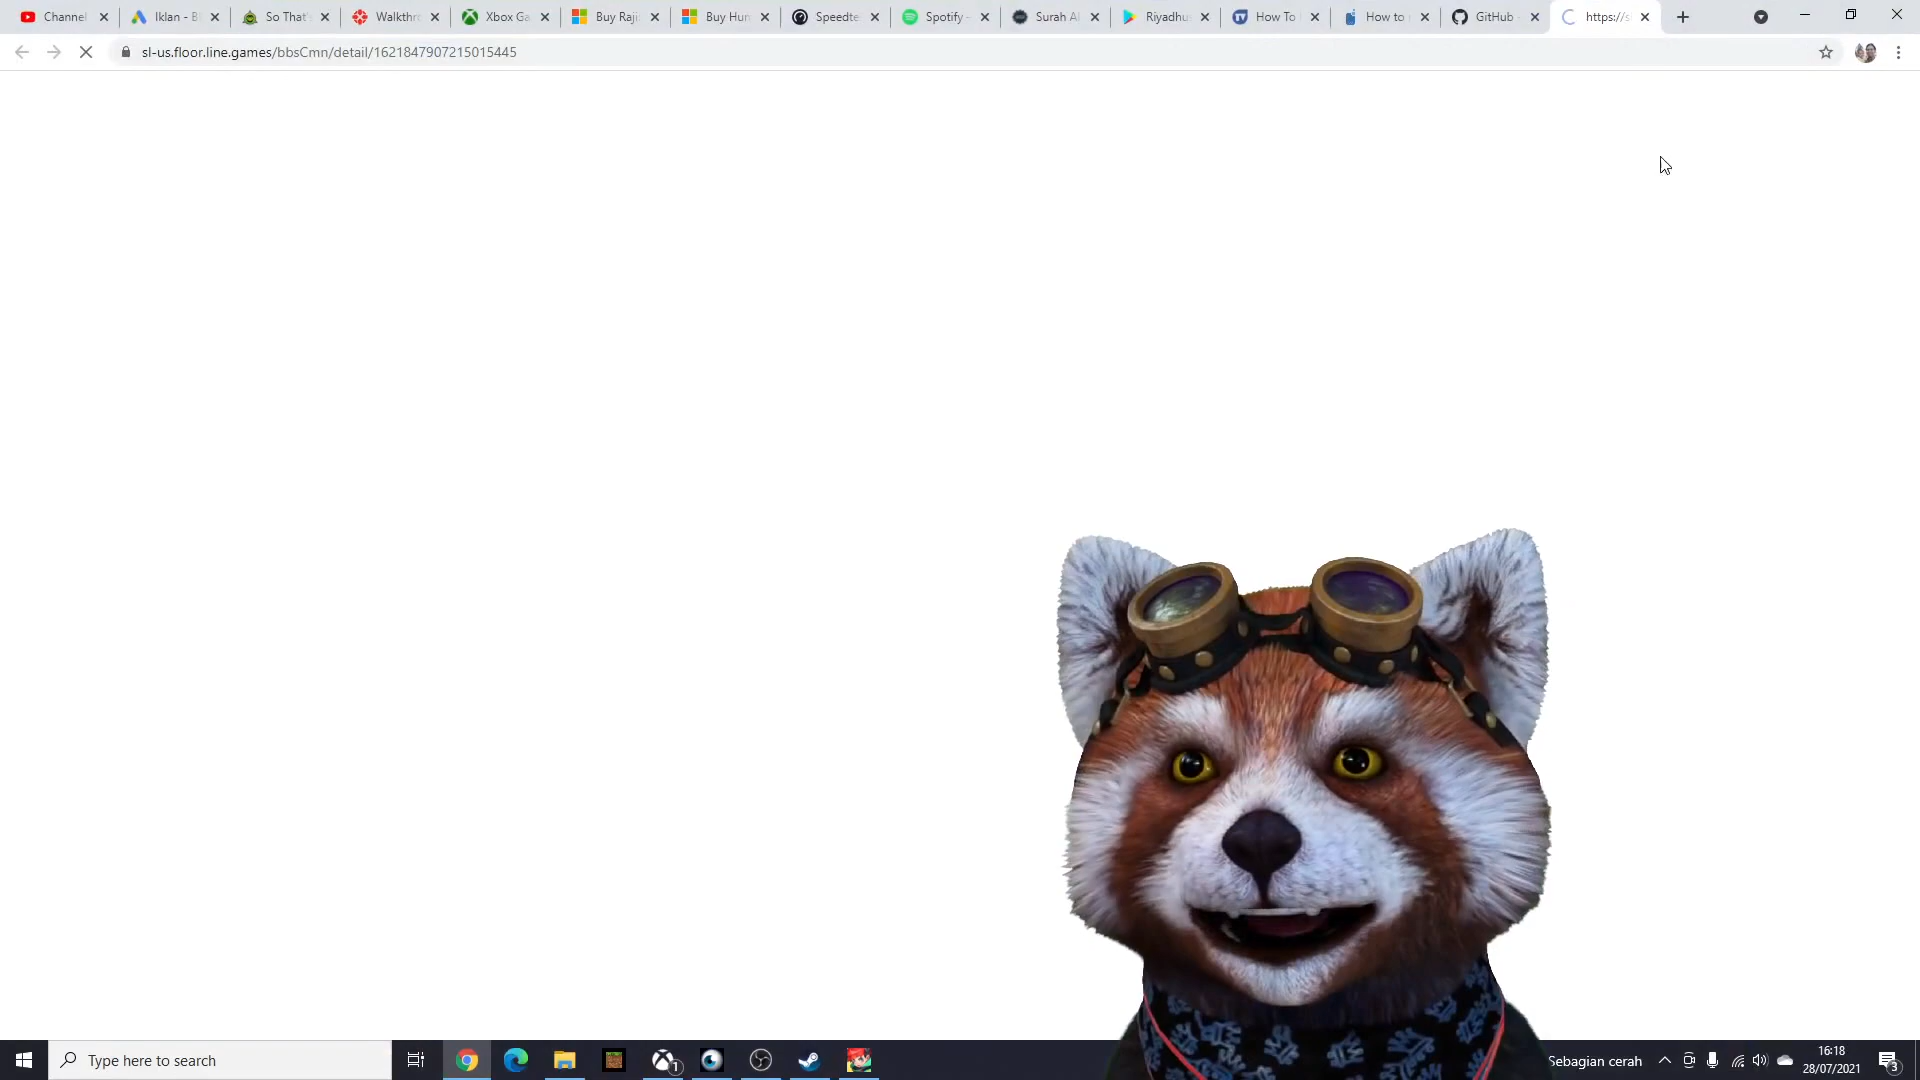 Channel
Iklan - B
So That'
Walkthr
Xbox Ga
Buy Raji
Buy Hun
Speedte
Spotify -
Surah Al
Riyadhu
How To
How to
GitHub
https://s
sl-us.floor.line.games/bbsCmn/detail/1621847907215015445
Type here to search
1
Sebagian cerah
16:18
28/07/2021
3